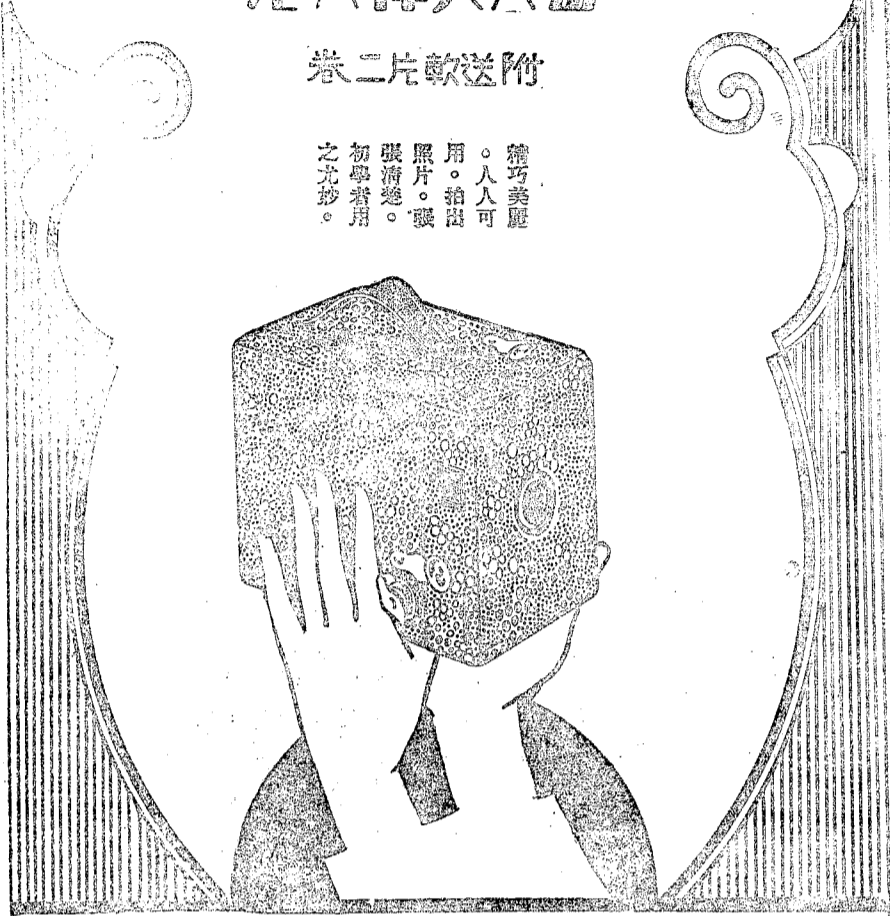 附送軟片二卷
精巧美麗
。人人可
用。拍出
照片。張
張清楚。
初學者用
之尤妙。